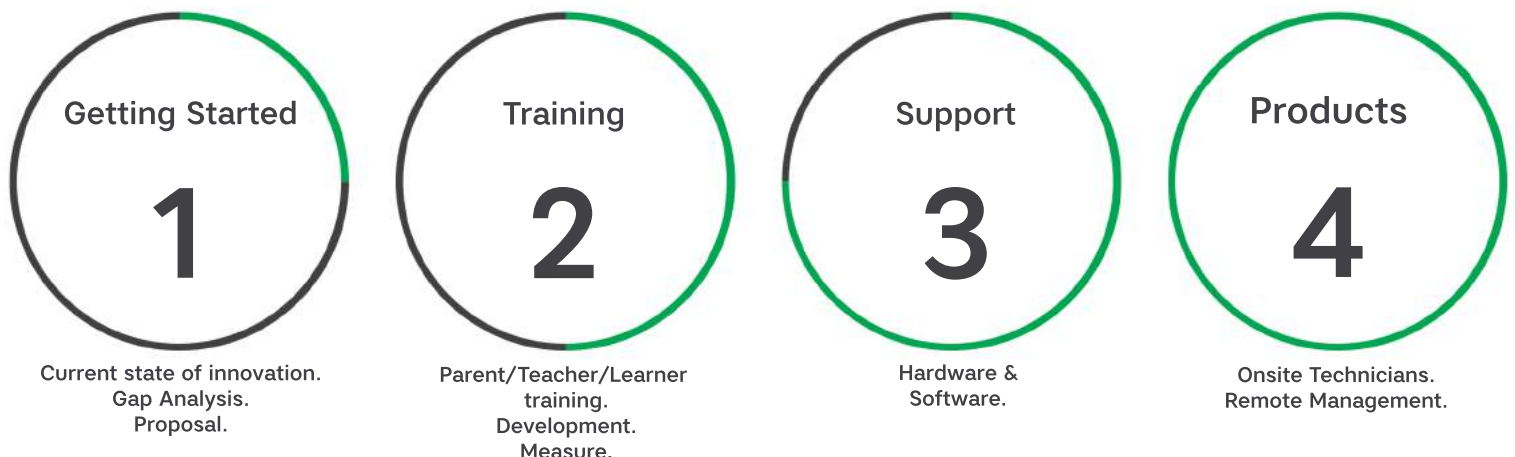 Getting Started
1
Current state of innovation.
Gap Analysis.
Proposal.
Training
2
Parent/Teacher/Learner
training.
Development.
Measure.
Support
3
Hardware &
Software.
Products
4
Onsite Technicians.
Remote Management.